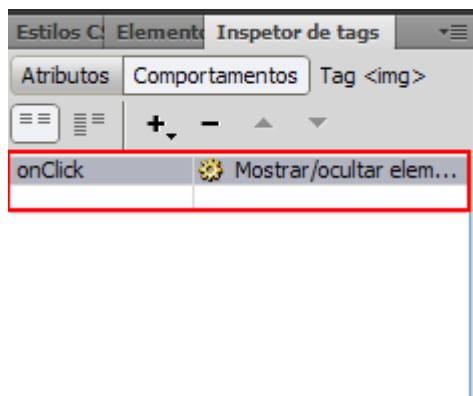 Estilos C Element Inspetor de tags
Atributos Comportamentos Tag <img>
onClick Mostrar/ocultar elem...